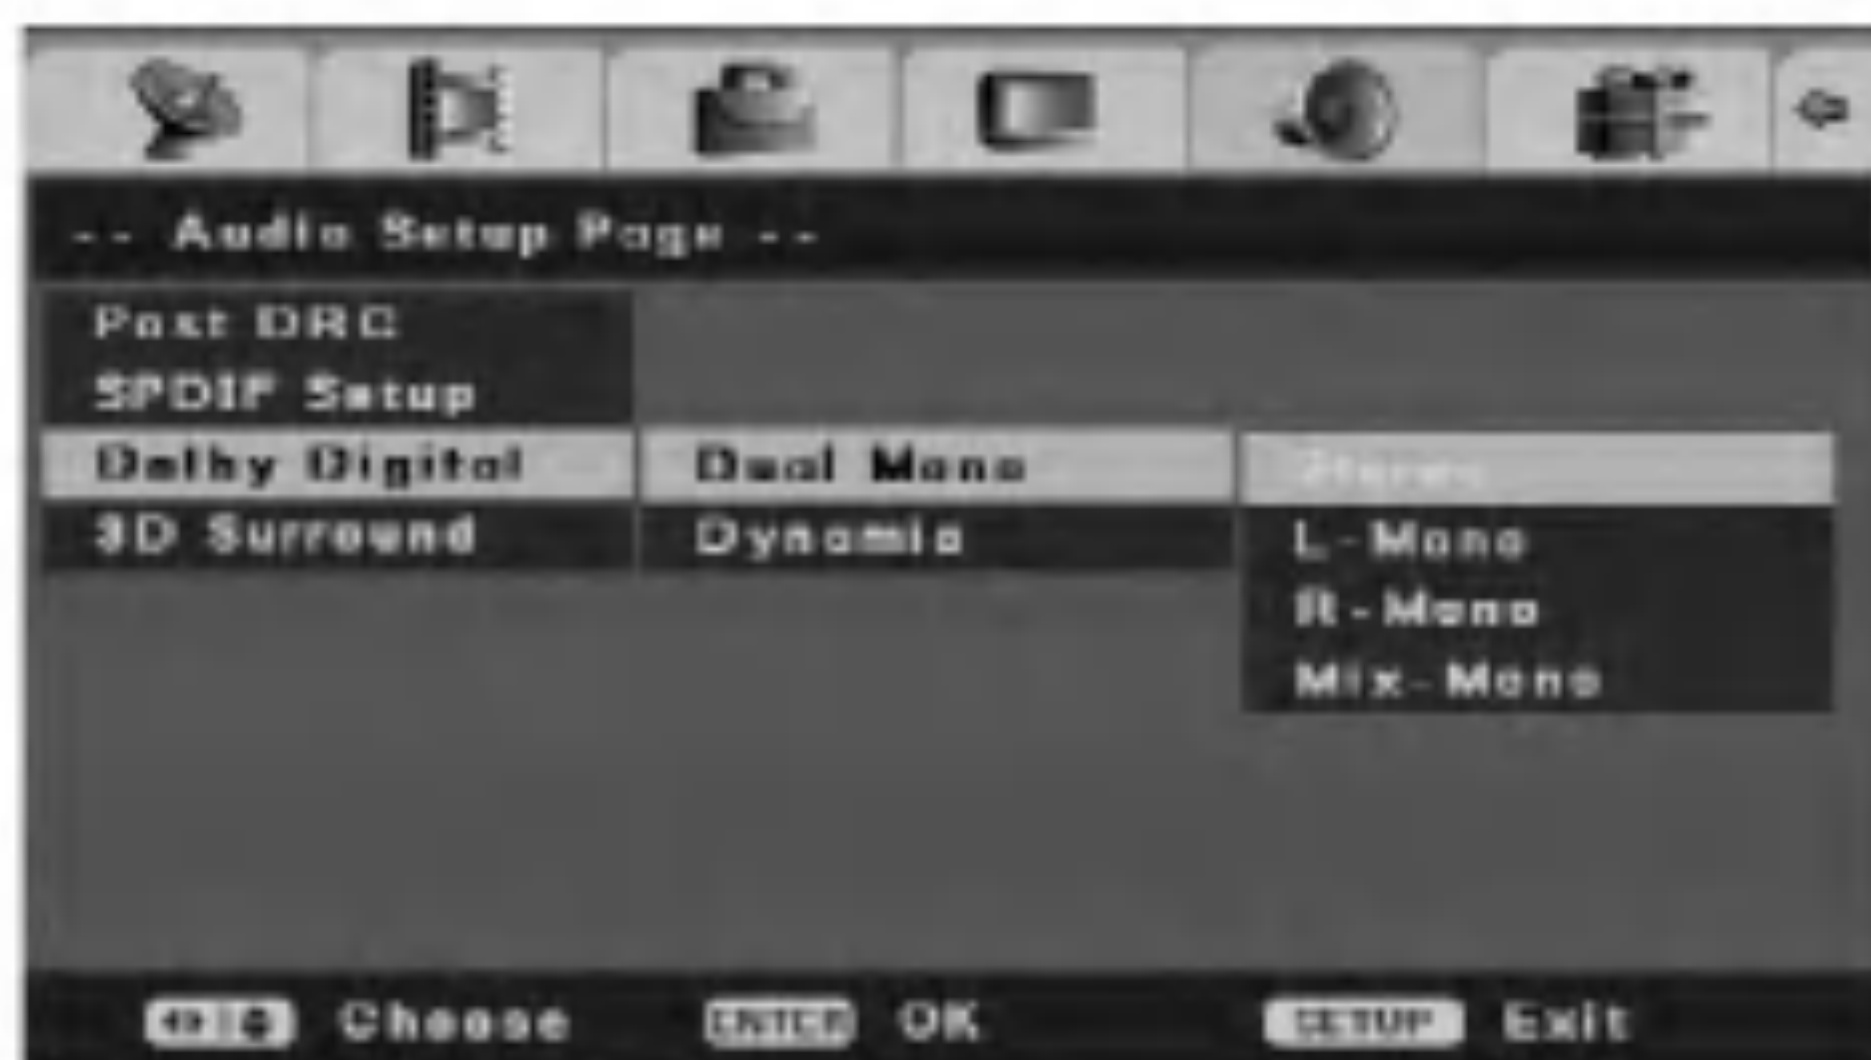 -- Audio Setup Page --
Post DRC
SPDIF Setup
Dolby Digital Dual Mono Stereo
3D Surround Dynamic L-Mono
R-Mono
Mix-Mono
Choose ENTER OK SETUP Exit